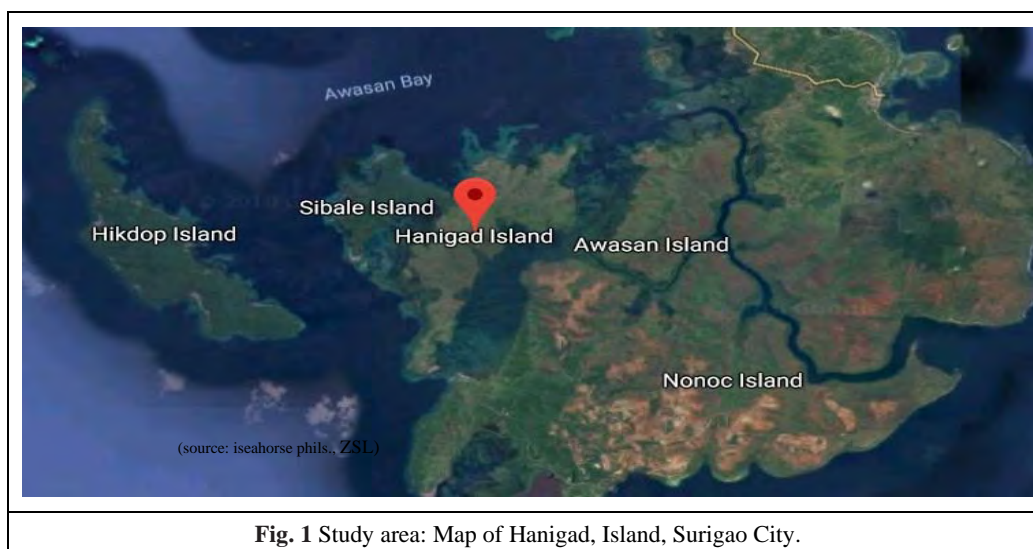 Awasan Bay
Sibale Island
Hikdop Island
Hanigad Island
Awasan Island
Nonoc Island
(source: iseahorse phils., ZSL)
Fig. 1 Study area: Map of Hanigad, Island, Surigao City.